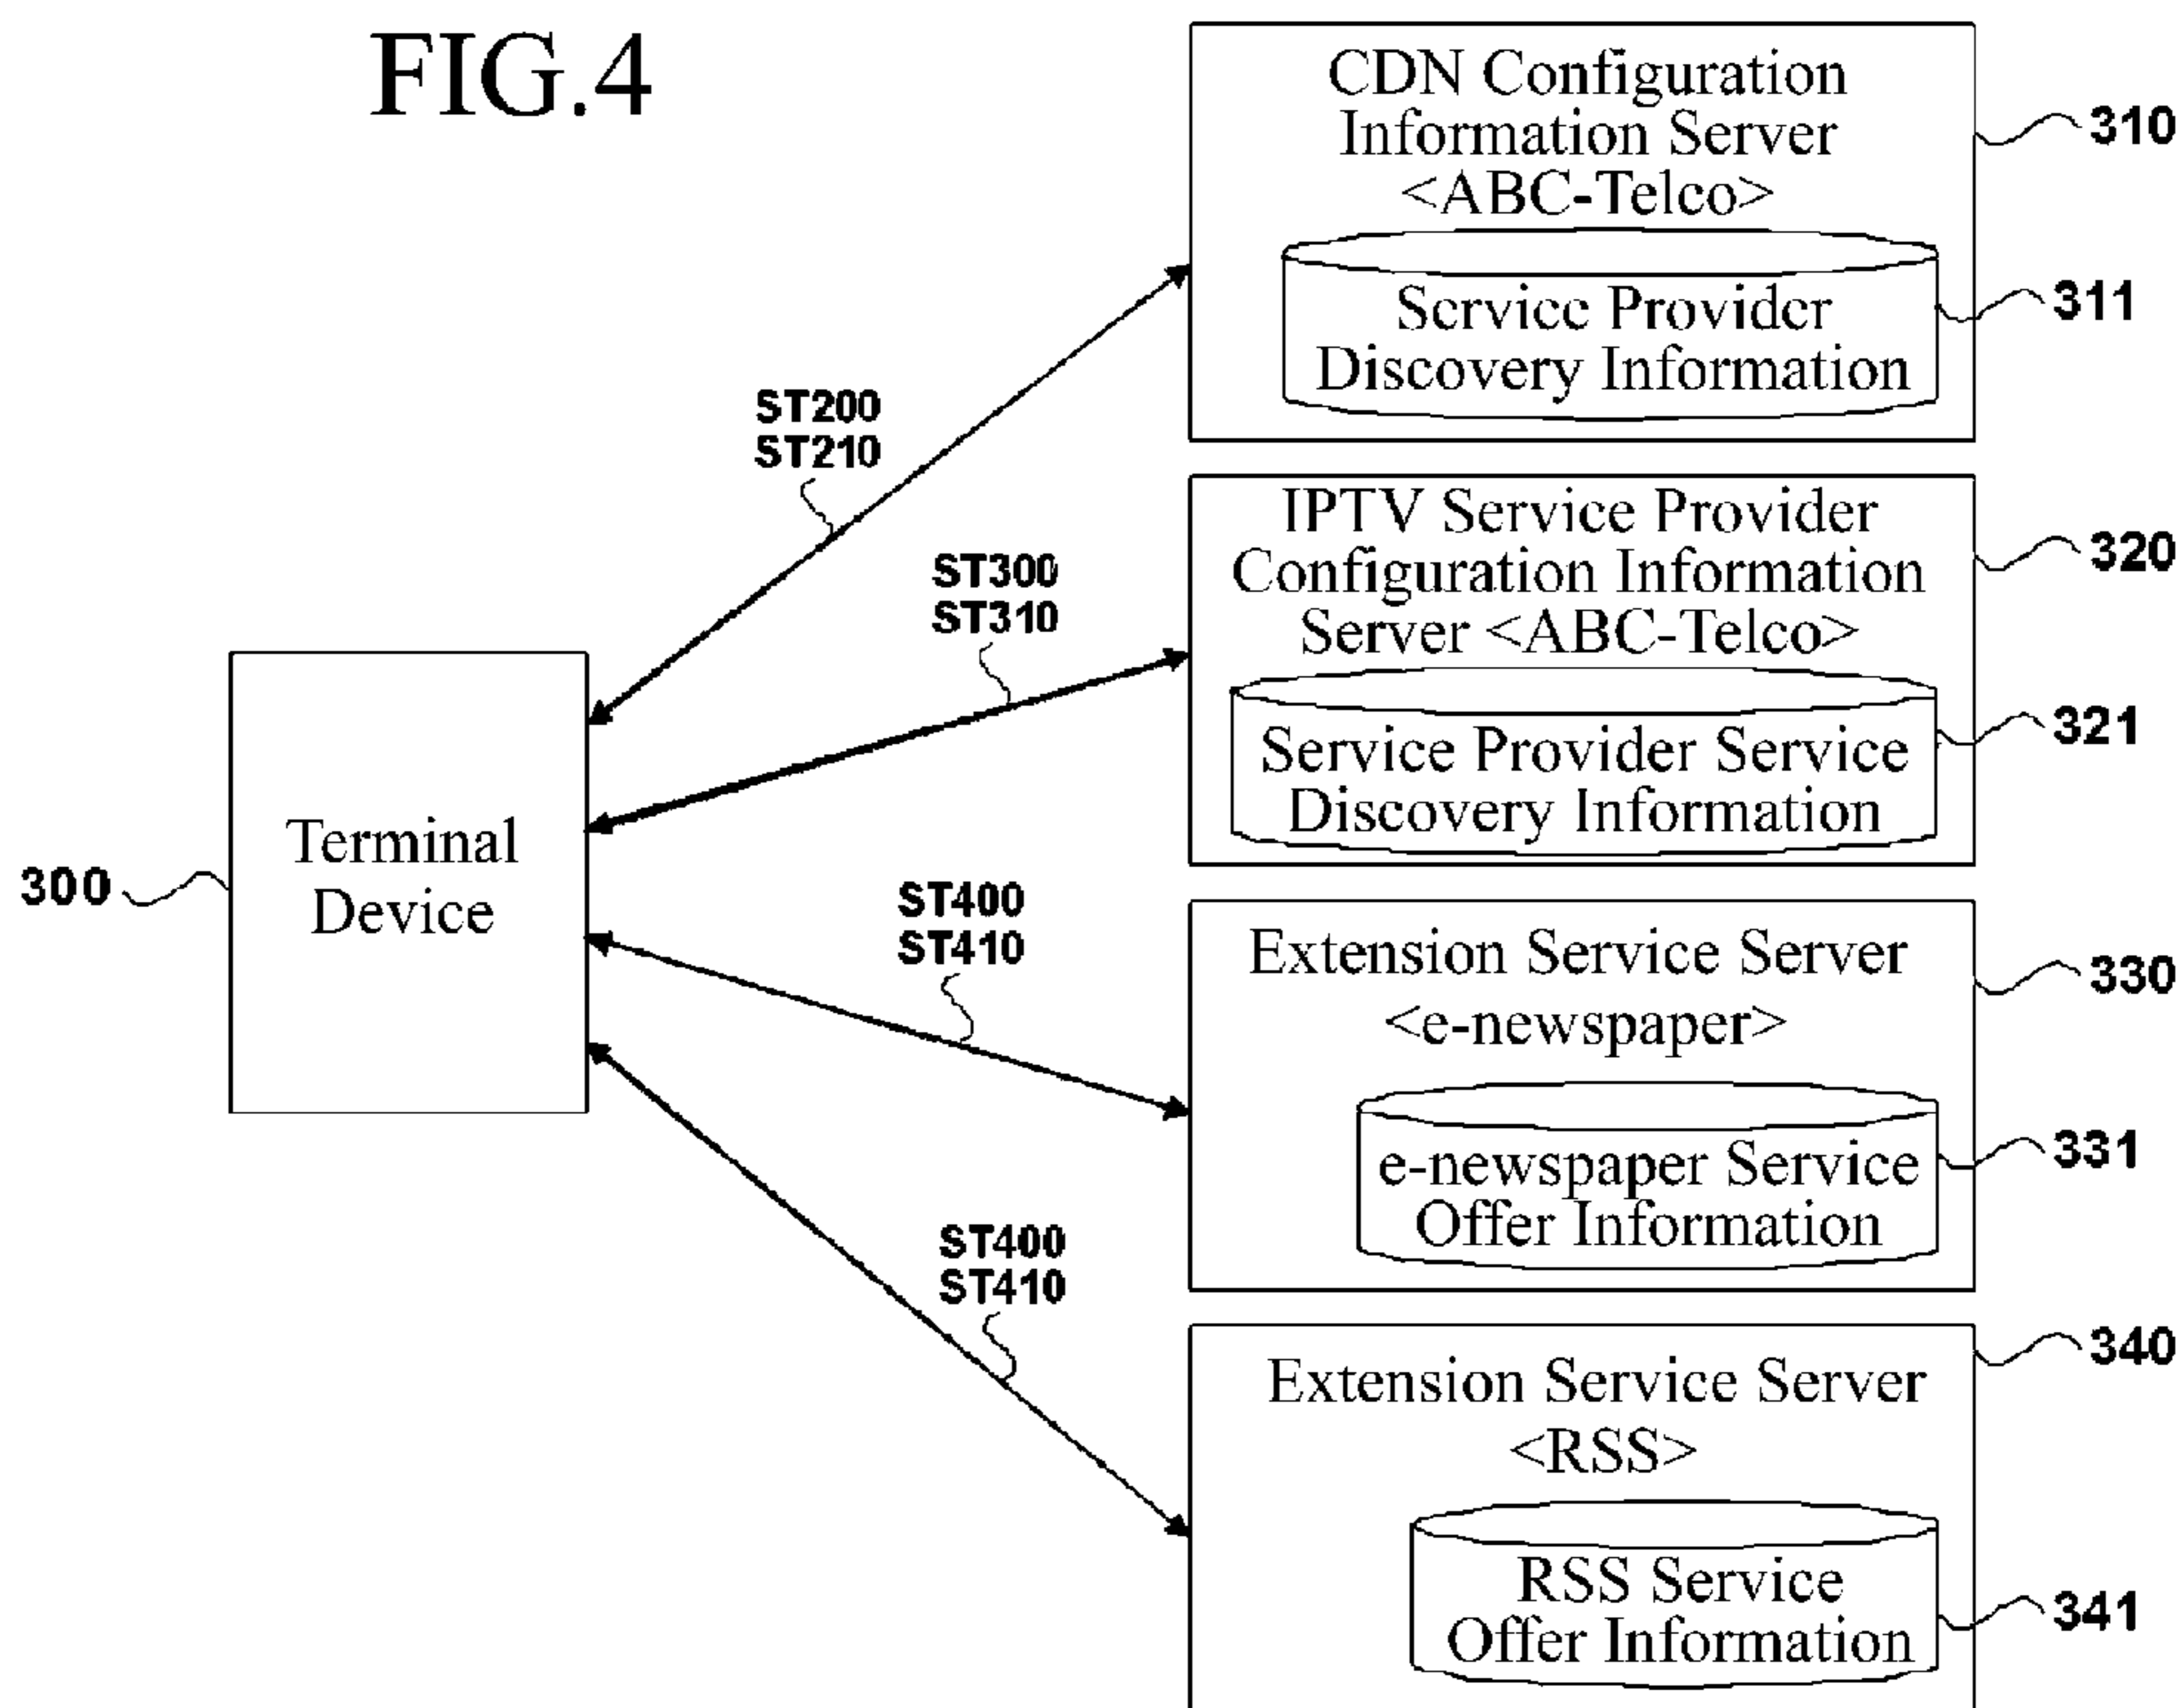 FIG.4
CDN Configuration
Information Server
<ABC-Telco>
310
Service Provider
Discovery Information
311
ST200
ST210
IPTV Service Provider
Configuration Information
Server <ABC-Telco>
320
Service Provider Service
Discovery Information
321
ST300
ST310
Terminal
Device
300
ST400
ST410
Extension Service Server
<e-newspaper>
330
e-newspaper Service
Offer Information
331
ST400
ST410
Extension Service Server
<RSS>
340
RSS Service
Offer Information
341